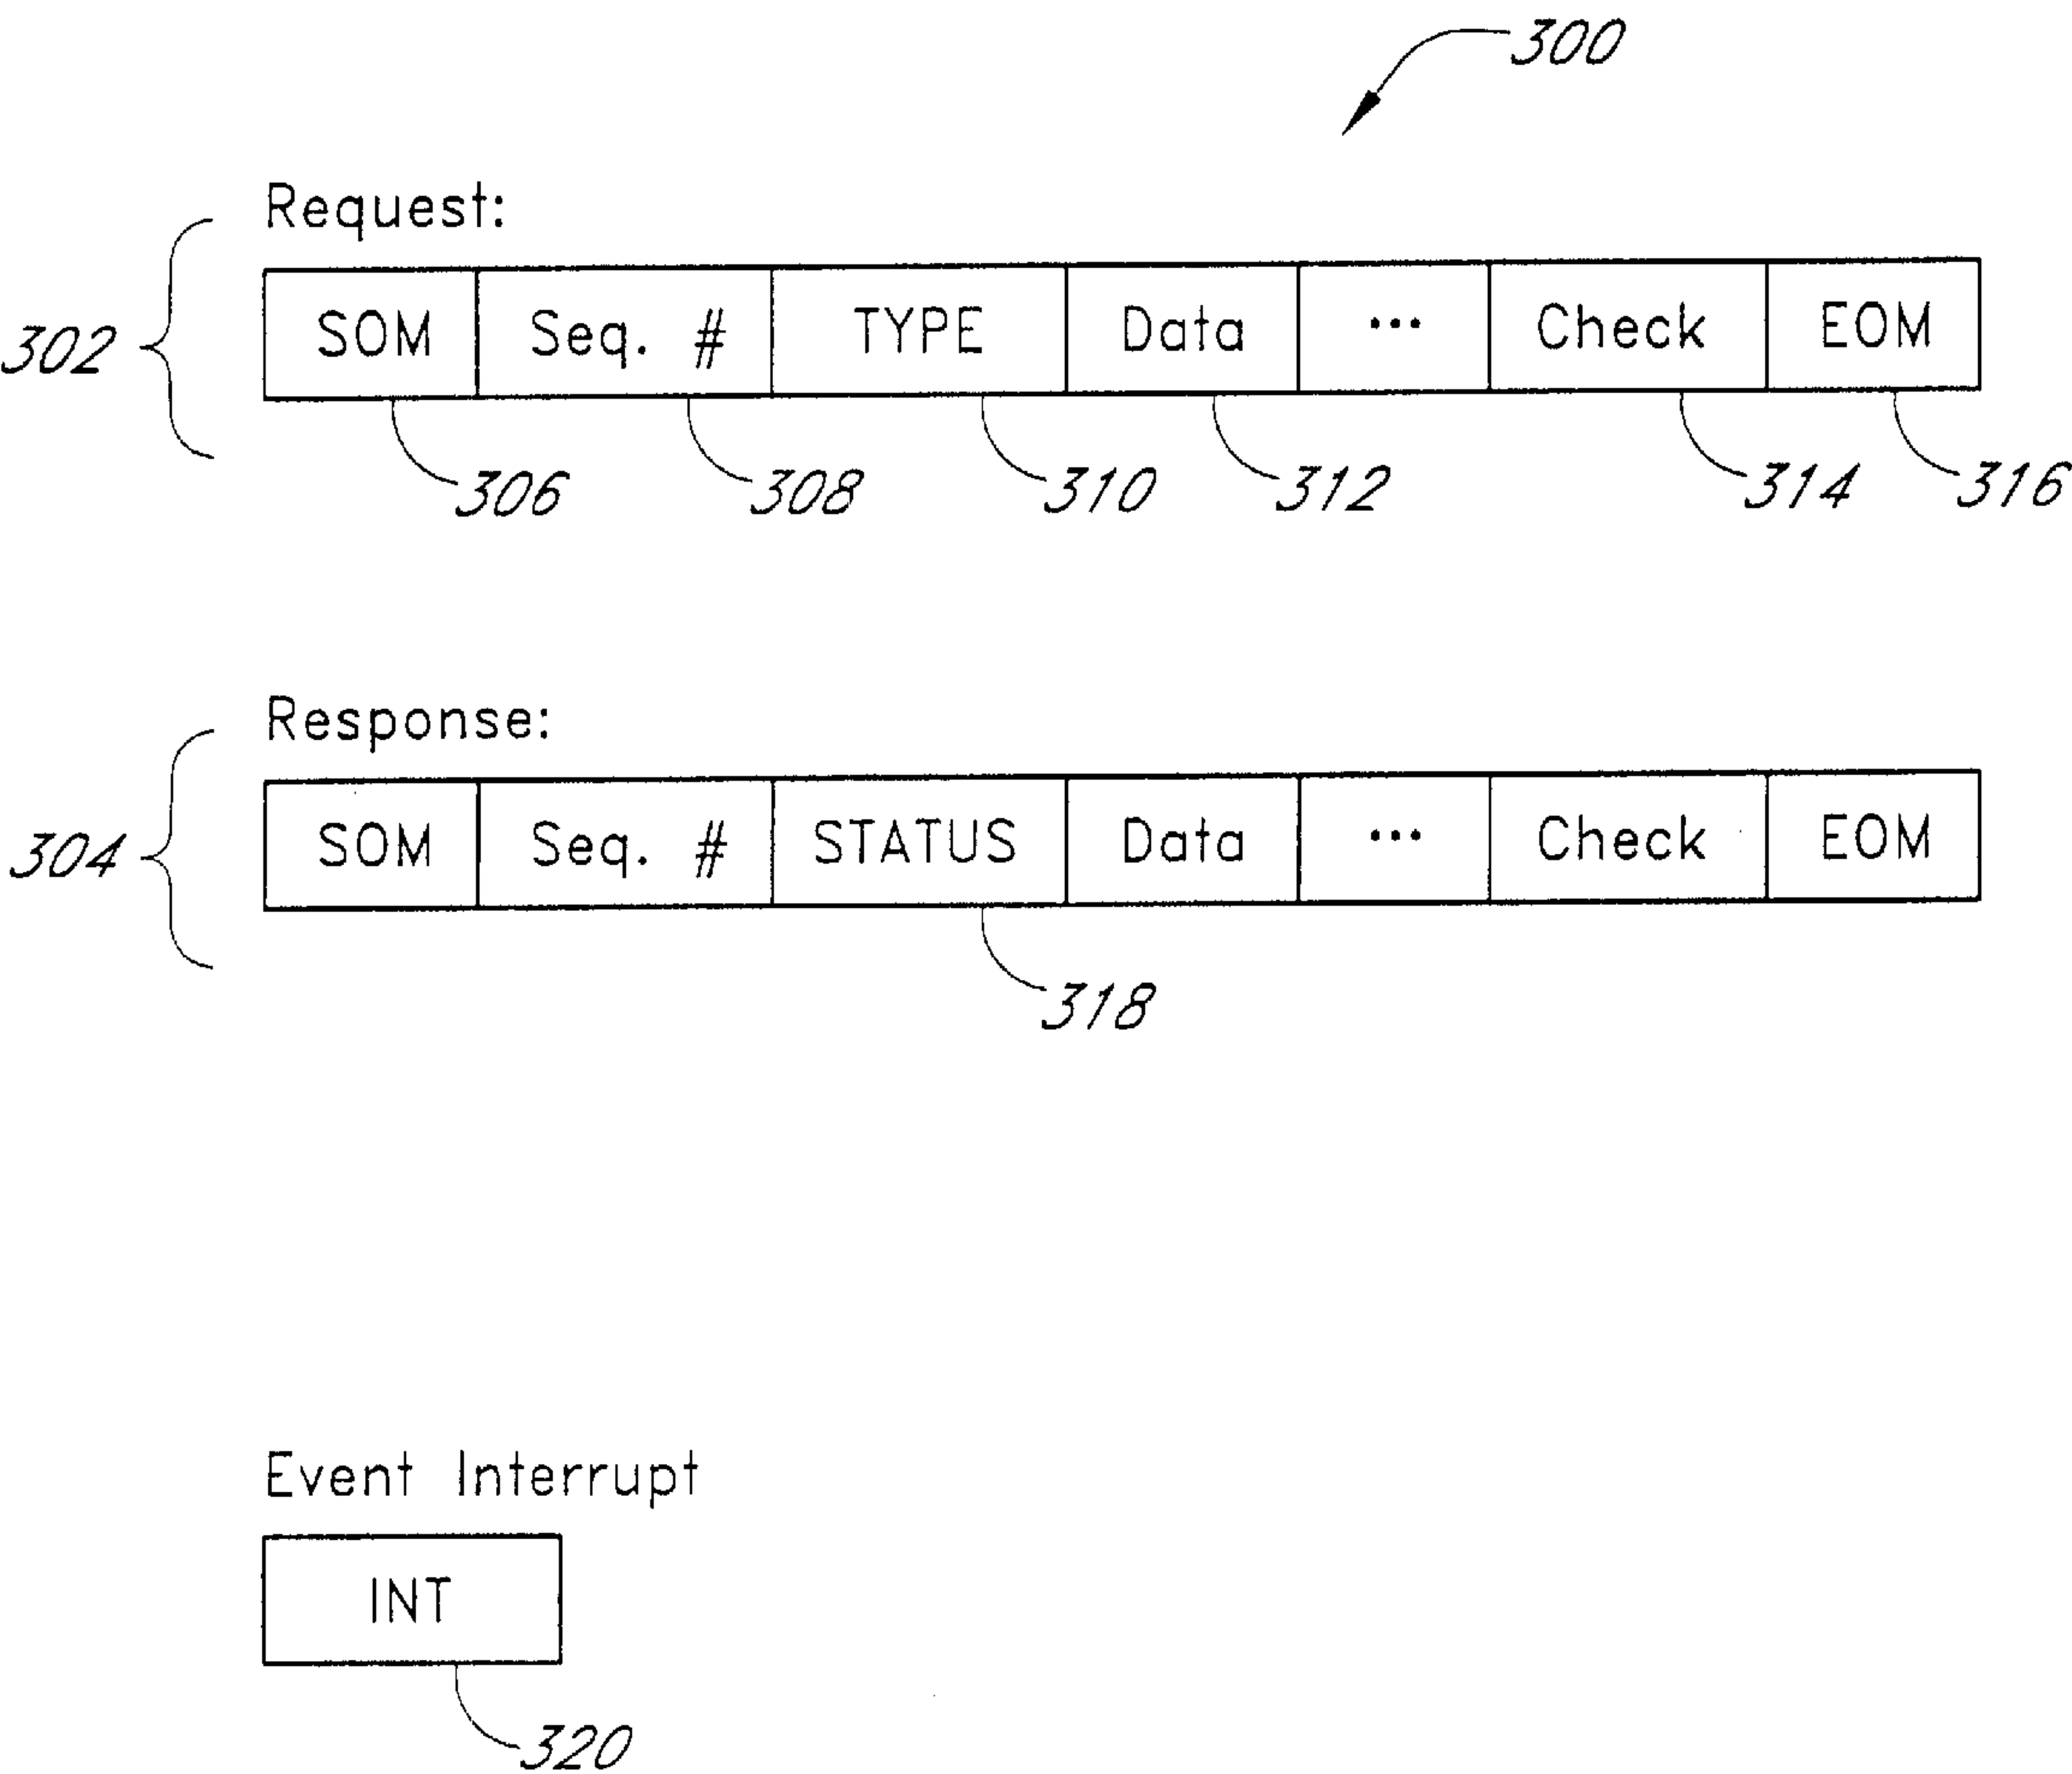 300
Request:
302
SOM Seq. # TYPE Data ... Check EOM
306 308 310 312 314 316
Response:
304
SOM Seq. # STATUS Data ... Check EOM
318
Event Interrupt
INT
320